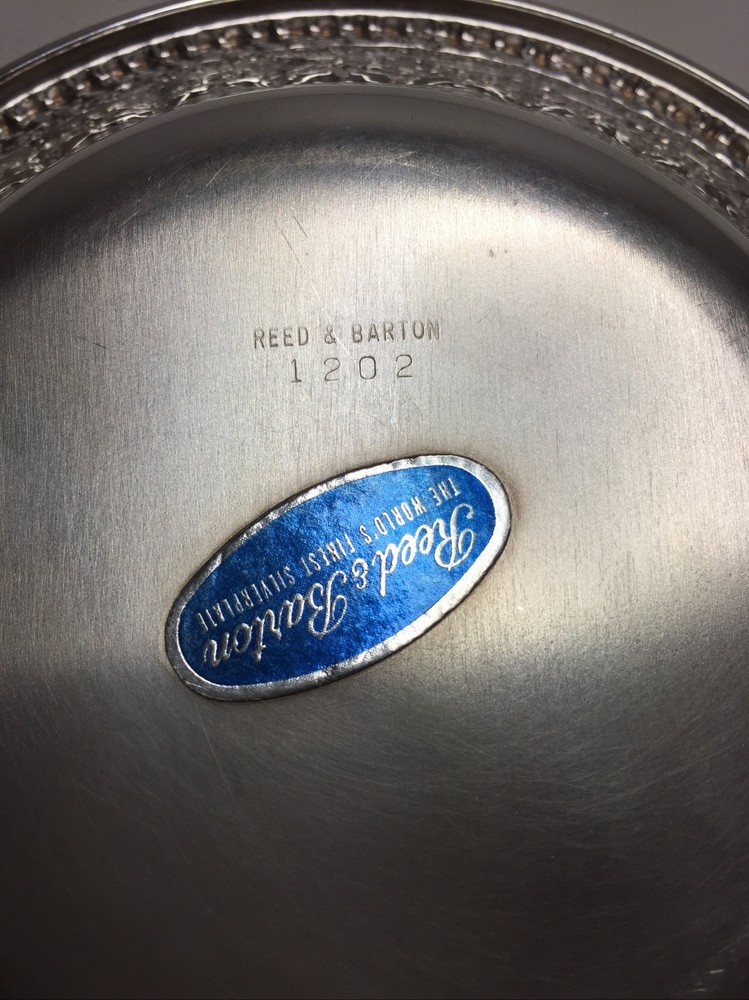 REED & BARTON
1202
Reed & Barton
THE WORLD'S FINEST SILVERPLATE